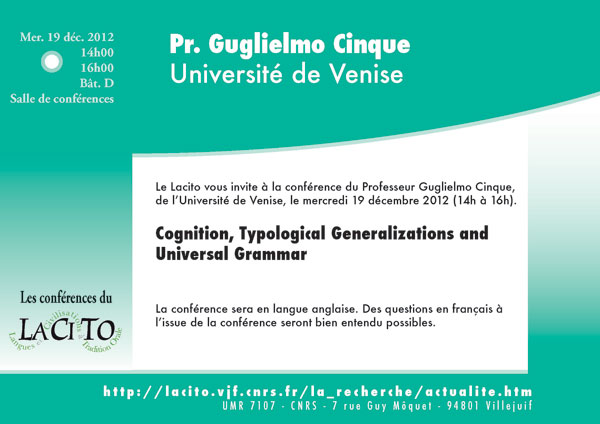 Mer. 19 déc. 2012
14h00
16h00
Bât. D
Salle de conférences
Pr. Guglielmo Cinque
Université de Venise
Le Lacito vous invite à la conférence du Professeur Guglielmo Cinque,
de l'Université de Venise, le mercredi 19 décembre 2012 (14h à 16h).
Cognition, Typological Generalizations and
Universal Grammar
La conférence sera en langue anglaise. Des questions en français à
l'issue de la conférence seront bien entendu possibles.
Les conférences du
LACITO
Langues et Civilisations à Tradition Orale
http://lacito.vjf.cnrs.fr/la_recherche/actualite.htm
UMR 7107 - CNRS - 7 rue Guy Môquet - 94801 Villejuif